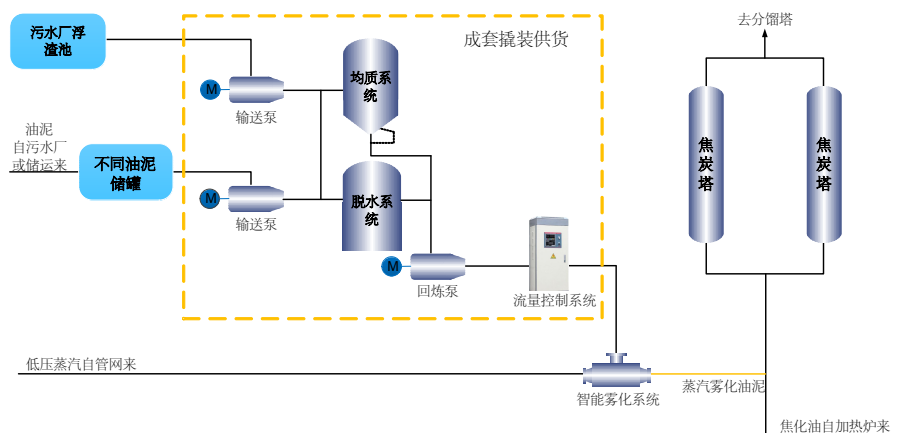 去分馏塔
污水厂浮
渣池
成套撬装供货
M
输送泵
均质系
统
油泥
自污水厂
或储运来
不同油泥
储罐
M
输送泵
脱水系
统
焦
炭
塔
焦
炭
塔
M
回炼泵
流量控制系统
低压蒸汽自管网来
智能雾化系统
蒸汽雾化油泥
焦化油自加热炉来